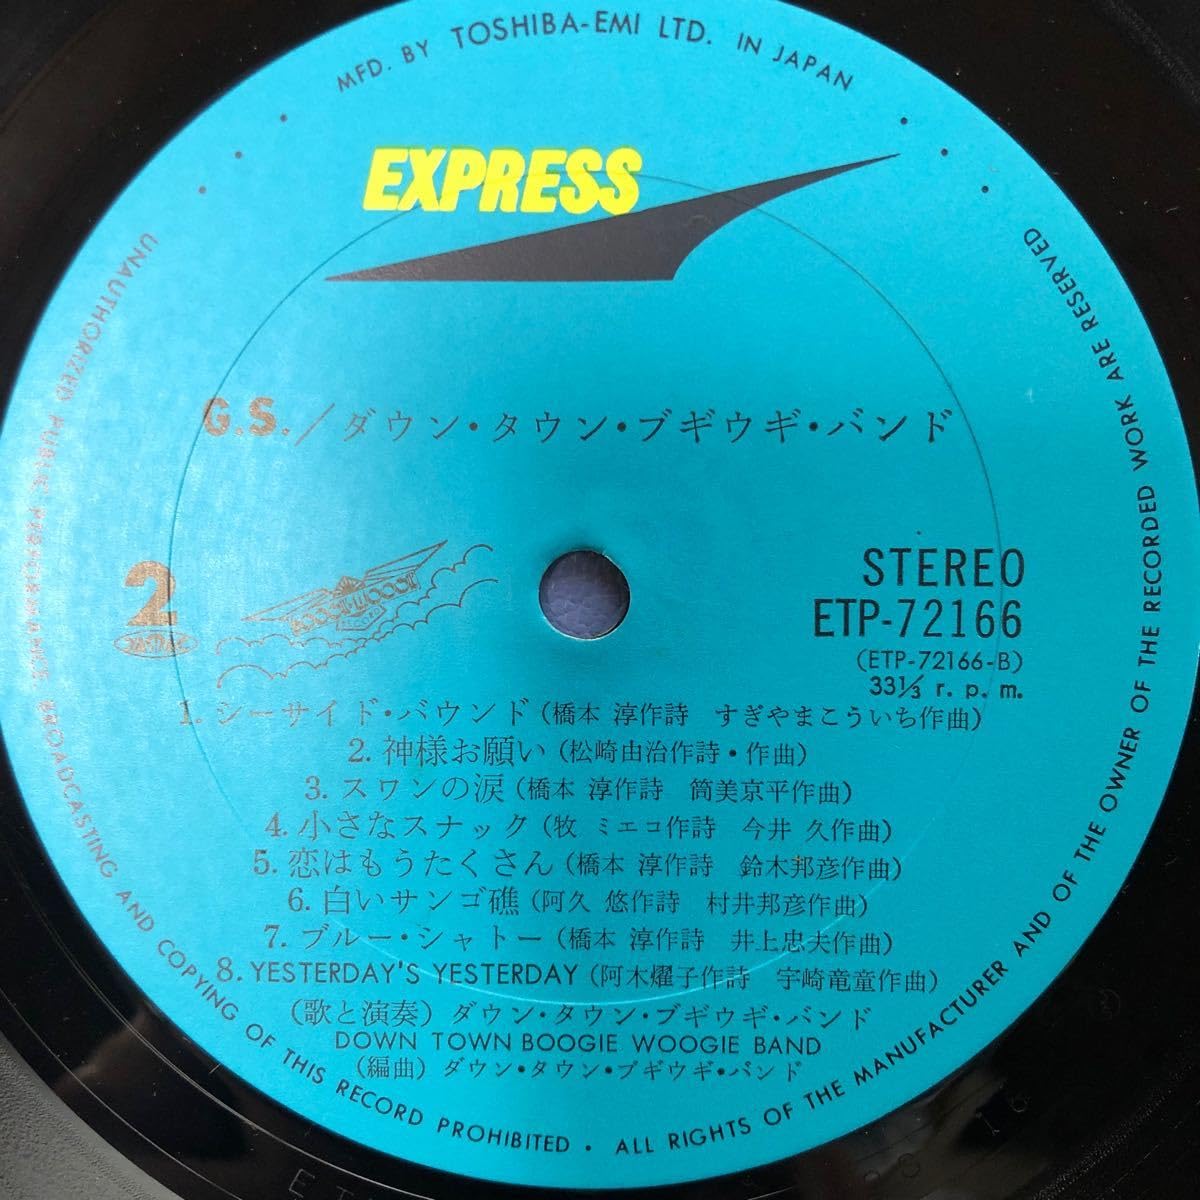 MFD. BY TOSHIBA-EMI LTD. IN JAPAN
EXPRESS
G.S./ダウン・タウン・ブギウギ・バンド
2
BOOGIE WOOGIE
STEREO
ETP-72166
(ETP-72166-B)
33⅓ r. p. m.
1. シーサイド・バウンド (橋本 淳作詩 すぎやまこういち作曲)
2. 神様お願い (松崎由治作詩・作曲)
3. スワンの涙 (橋本 淳作詩 筒美京平作曲)
4. 小さなスナック (牧 ミエコ作詩 今井 久作曲)
5. 恋はもうたくさん (橋本 淳作詩 鈴木邦彦作曲)
6. 白いサンゴ礁 (阿久 悠作詩 村井邦彦作曲)
7. ブルー・シャトー (橋本 淳作詩 井上忠夫作曲)
8. YESTERDAY'S YESTERDAY (阿木燿子作詩 宇崎竜童作曲)
(歌と演奏) ダウン・タウン・ブギウギ・バンド
DOWN TOWN BOOGIE WOOGIE BAND
(編曲) ダウン・タウン・ブギウギ・バンド
UNAUTHORIZED PUBLIC PERFORMANCE BROADCASTING AND COPYING OF THIS RECORD PROHIBITED • ALL RIGHTS OF THE MANUFACTURER AND OF THE OWNER OF THE RECORDED WORK ARE RESERVED